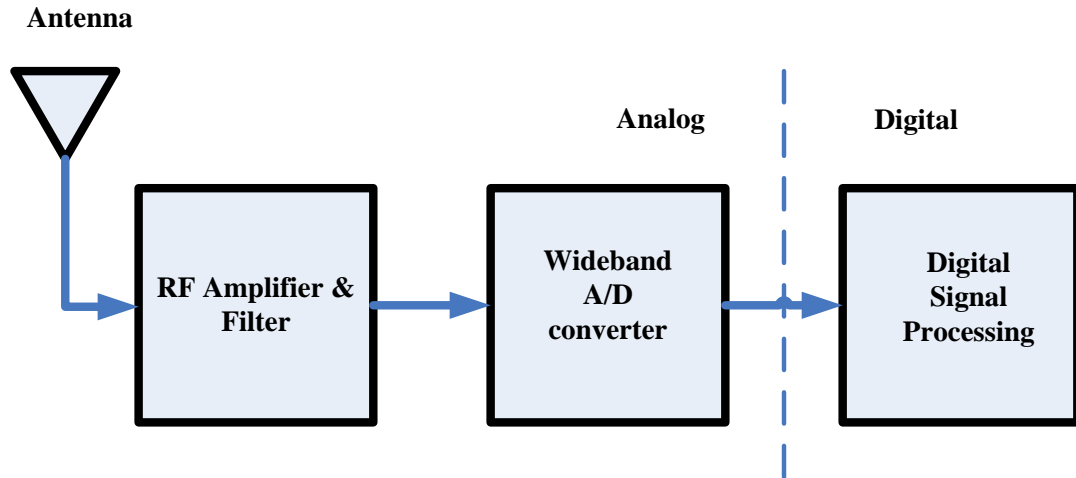 Antenna
Analog
Digital
RF Amplifier &
Filter
Wideband
A/D
converter
Digital
Signal
Processing